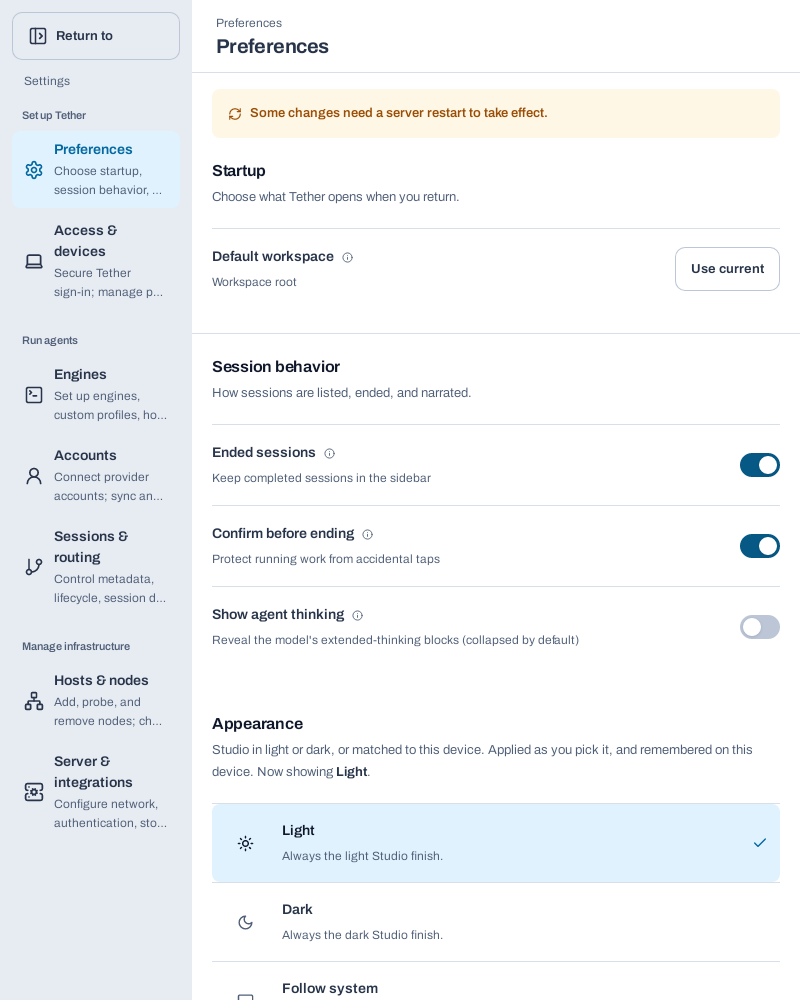 Return to
Settings
Set up Tether
Preferences
Choose startup,
session behavior, ...
Access &
devices
Secure Tether
sign-in; manage p...
Run agents
Engines
Set up engines,
custom profiles, ho...
Accounts
Connect provider
accounts; sync an...
Sessions &
routing
Control metadata,
lifecycle, session d...
Manage infrastructure
Hosts & nodes
Add, probe, and
remove nodes; ch...
Server &
integrations
Configure network,
authentication, sto...
Preferences
Preferences
Some changes need a server restart to take effect.
Startup
Choose what Tether opens when you return.
Default workspace
Workspace root
Use current
Session behavior
How sessions are listed, ended, and narrated.
Ended sessions
Keep completed sessions in the sidebar
Confirm before ending
Protect running work from accidental taps
Show agent thinking
Reveal the model's extended-thinking blocks (collapsed by default)
Appearance
Studio in light or dark, or matched to this device. Applied as you pick it, and remembered on this
device. Now showing Light.
Light
Always the light Studio finish.
Dark
Always the dark Studio finish.
Follow system